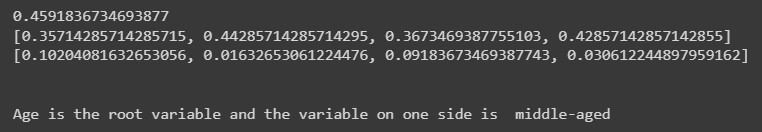 0.4591836734693877
[0.35714285714285715, 0.44285714285714295, 0.3673469387755103, 0.42857142857142855]
[0.10204081632653056, 0.01632653061224476, 0.09183673469387743, 0.030612244897959162]
Age is the root variable and the variable on one side is  middle-aged